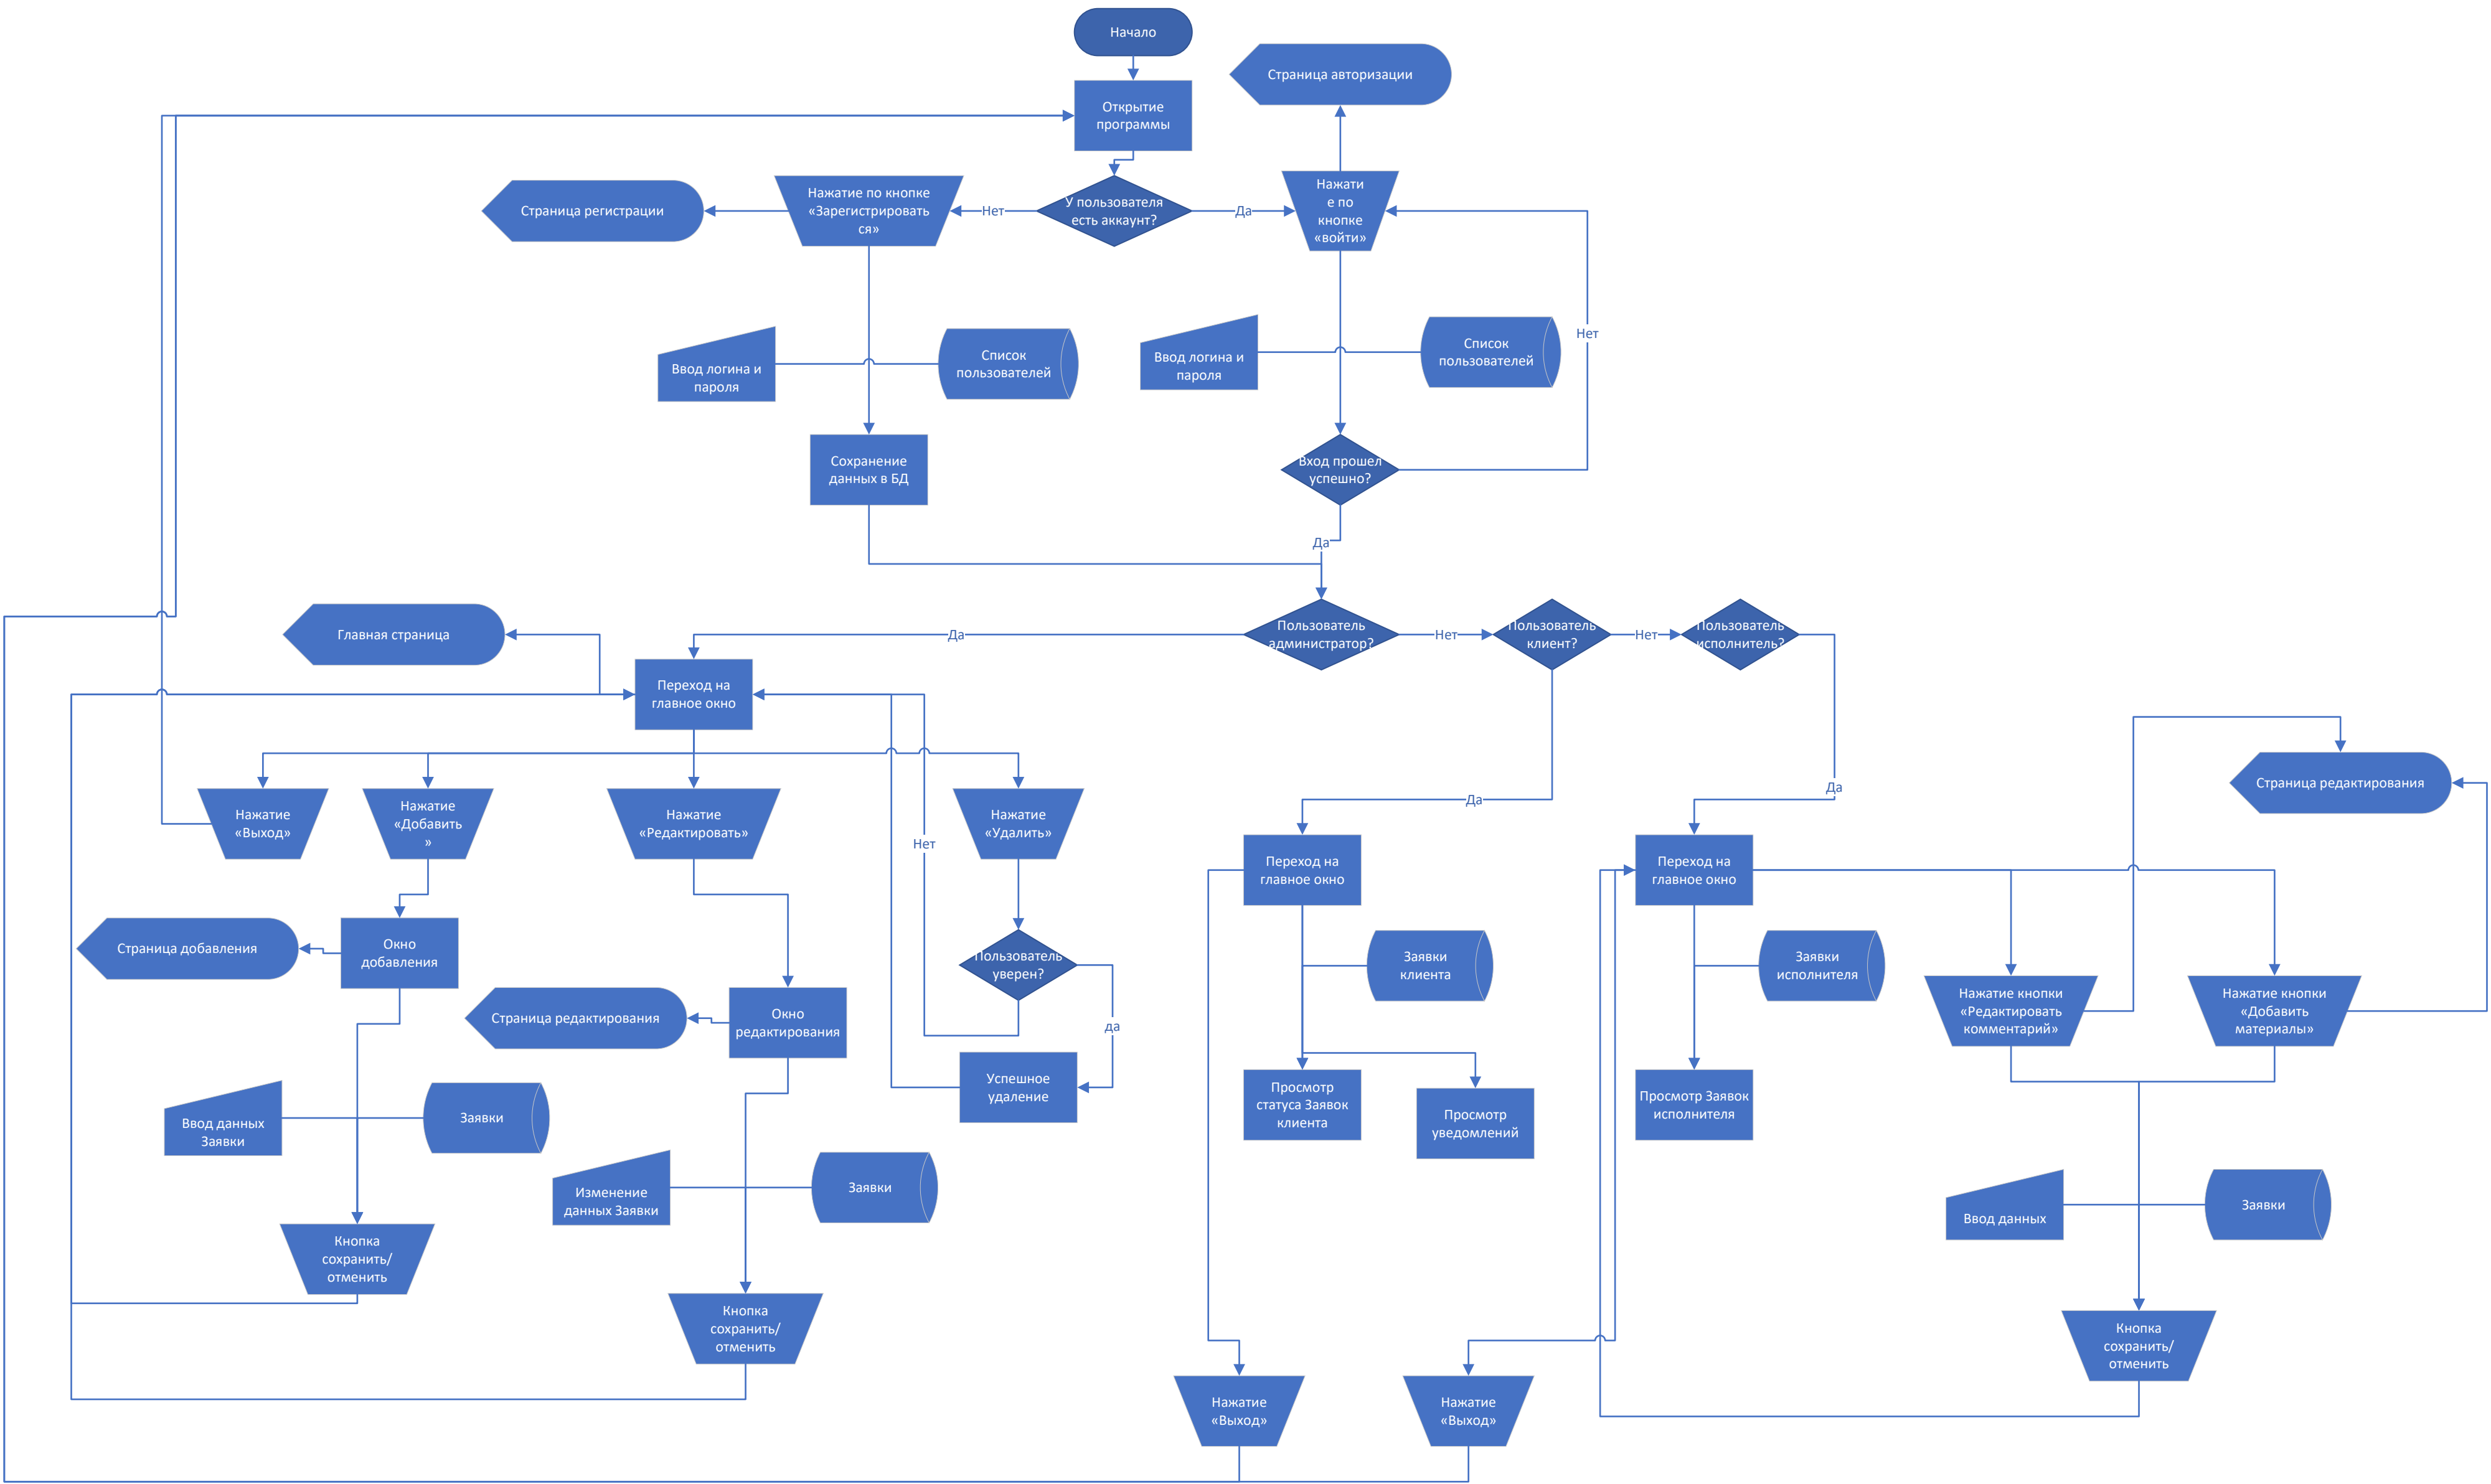 Начало
Страница авторизации
Открытие
программы
Нажатие по кнопке
«Зарегистрировать
ся»
Страница регистрации
Нет
У пользователя
есть аккаунт?
Да
Нажати
е по
кнопке
«войти»
Нет
Ввод логина и
пароля
Список
пользователей
Ввод логина и
пароля
Список
пользователей
Сохранение
данных в БД
Вход прошел
успешно?
Да
Главная страница
Да
Пользователь
администратор?
Нет
Пользователь
клиент?
Нет
Пользователь
исполнитель?
Переход на
главное окно
Да
Да
Страница редактирования
Нажатие
«Выход»
Нажатие
«Добавить
»
Нажатие
«Редактировать»
Нет
Нажатие
«Удалить»
Переход на
главное окно
Переход на
главное окно
Страница добавления
Окно
добавления
Пользователь
уверен?
Заявки
клиента
Заявки
исполнителя
Страница редактирования
Окно
редактирования
да
Нажатие кнопки
«Редактировать
комментарий»
Нажатие кнопки
«Добавить
материалы»
Успешное
удаление
Просмотр
статуса Заявок
клиента
Просмотр
уведомлений
Просмотр Заявок
исполнителя
Ввод данных
Заявки
Заявки
Изменение
данных Заявки
Заявки
Ввод данных
Заявки
Кнопка
сохранить/
отменить
Кнопка
сохранить/
отменить
Кнопка
сохранить/
отменить
Нажатие
«Выход»
Нажатие
«Выход»